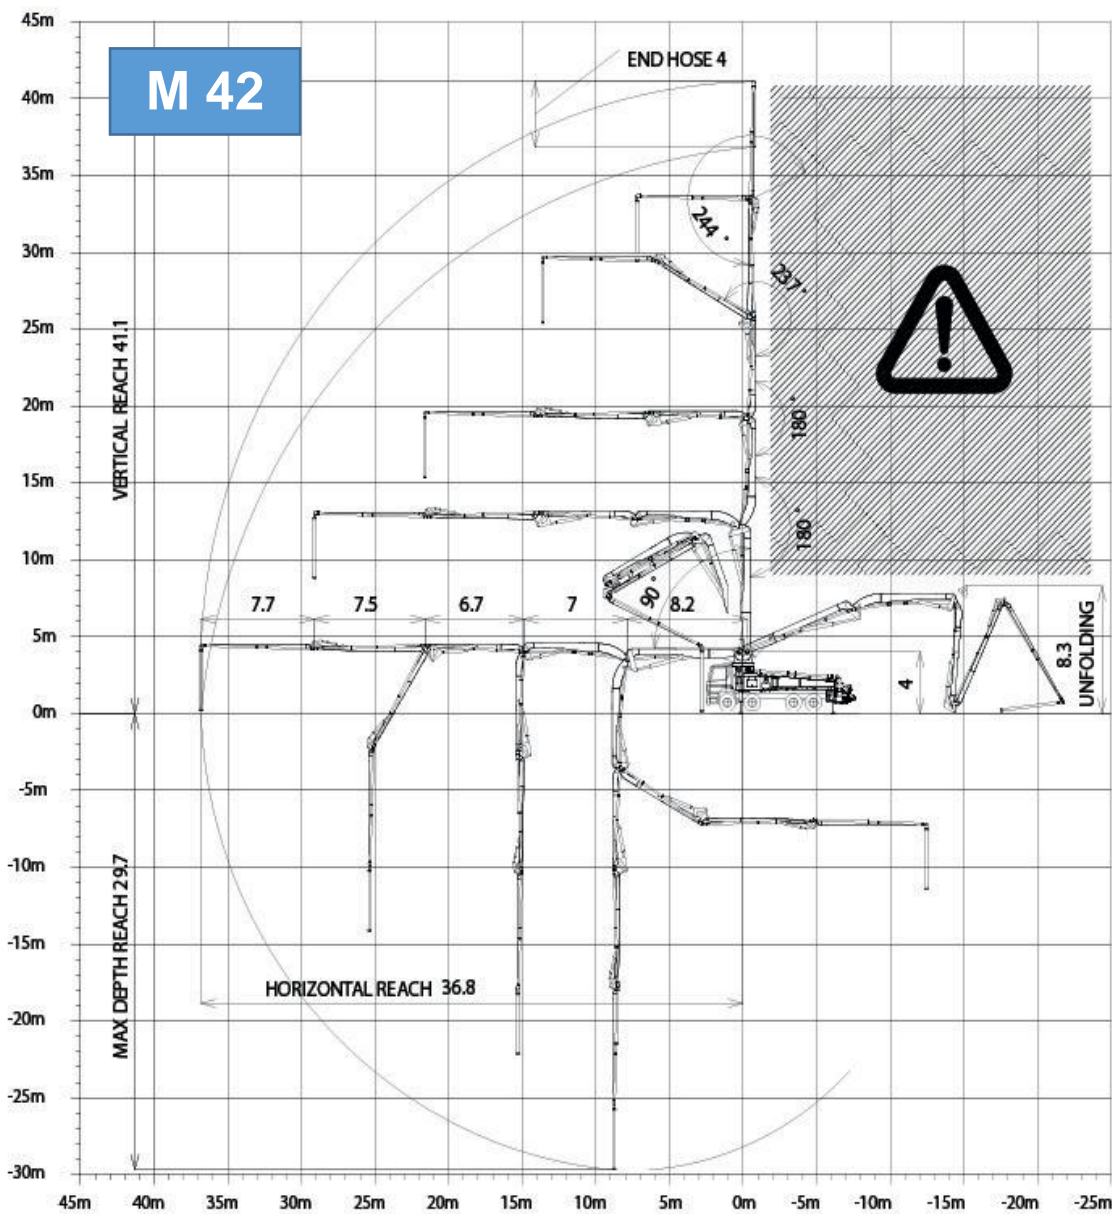 45m
END HOSE 4
M 42
40m
35m
244°
30m
237°
25m
VERTICAL REACH 41.1
20m
180°
15m
180°
10m
90°
7.7 7.5 6.7 7 8.2
5m
8.3
UNFOLDING
4
0m
-5m
-10m
MAX DEPTH REACH 29.7
-15m
HORIZONTAL REACH 36.8
-20m
-25m
-30m
45m 40m 35m 30m 25m 20m 15m 10m 5m 0m -5m -10m -15m -20m -25m